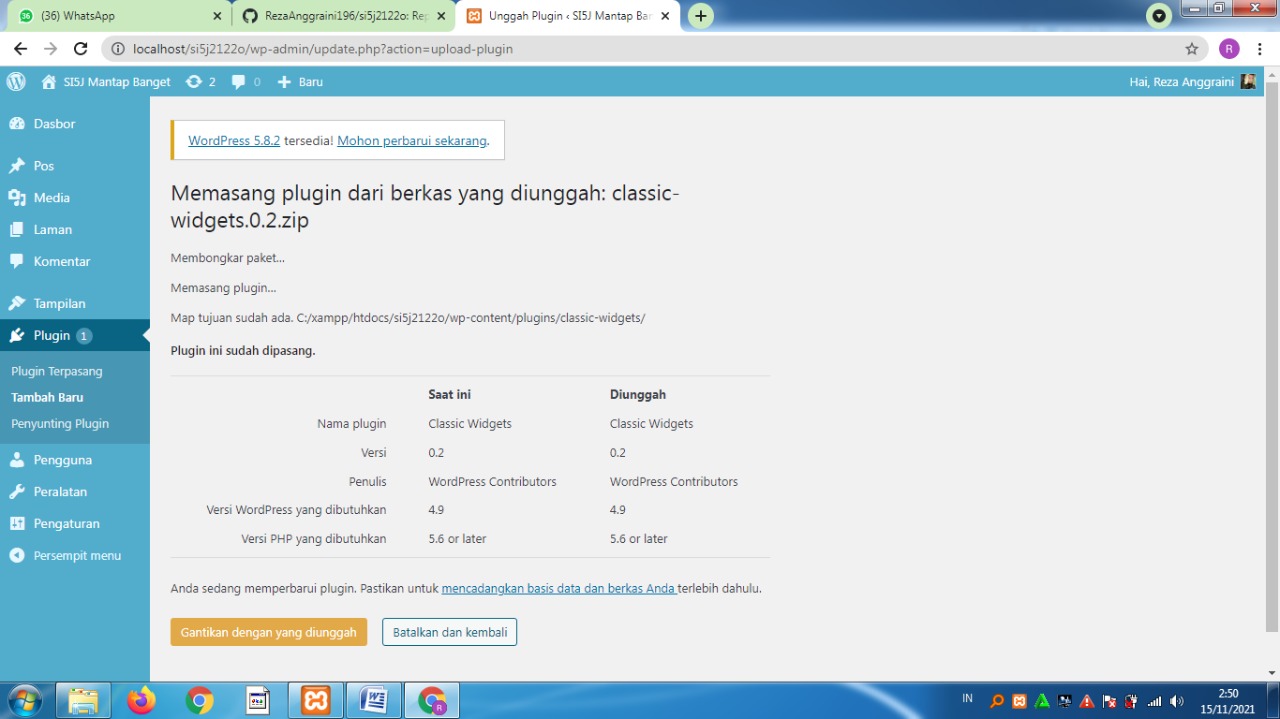 (36) WhatsApp
RezaAnggraini196/si5j2122o: Rep
Unggah Plugin ‹ SI5J Mantap Ban
localhost/si5j2122o/wp-admin/update.php?action=upload-plugin
R
SI5J Mantap Banget
2
0
Baru
Hai, Reza Anggraini
Dasbor
Pos
Media
Laman
Komentar
Tampilan
Plugin 1
Plugin Terpasang
Tambah Baru
Penyunting Plugin
Pengguna
Peralatan
Pengaturan
Persempit menu
WordPress 5.8.2 tersedia! Mohon perbarui sekarang.
Memasang plugin dari berkas yang diunggah: classic-
widgets.0.2.zip
Membongkar paket...
Memasang plugin...
Map tujuan sudah ada. C:/xampp/htdocs/si5j2122o/wp-content/plugins/classic-widgets/
Plugin ini sudah dipasang.
Saat ini Diunggah
Nama plugin Classic Widgets Classic Widgets
Versi 0.2 0.2
Penulis WordPress Contributors WordPress Contributors
Versi WordPress yang dibutuhkan 4.9 4.9
Versi PHP yang dibutuhkan 5.6 or later 5.6 or later
Anda sedang memperbarui plugin. Pastikan untuk mencadangkan basis data dan berkas Anda terlebih dahulu.
Gantikan dengan yang diunggah
Batalkan dan kembali
IN
2:50
15/11/2021